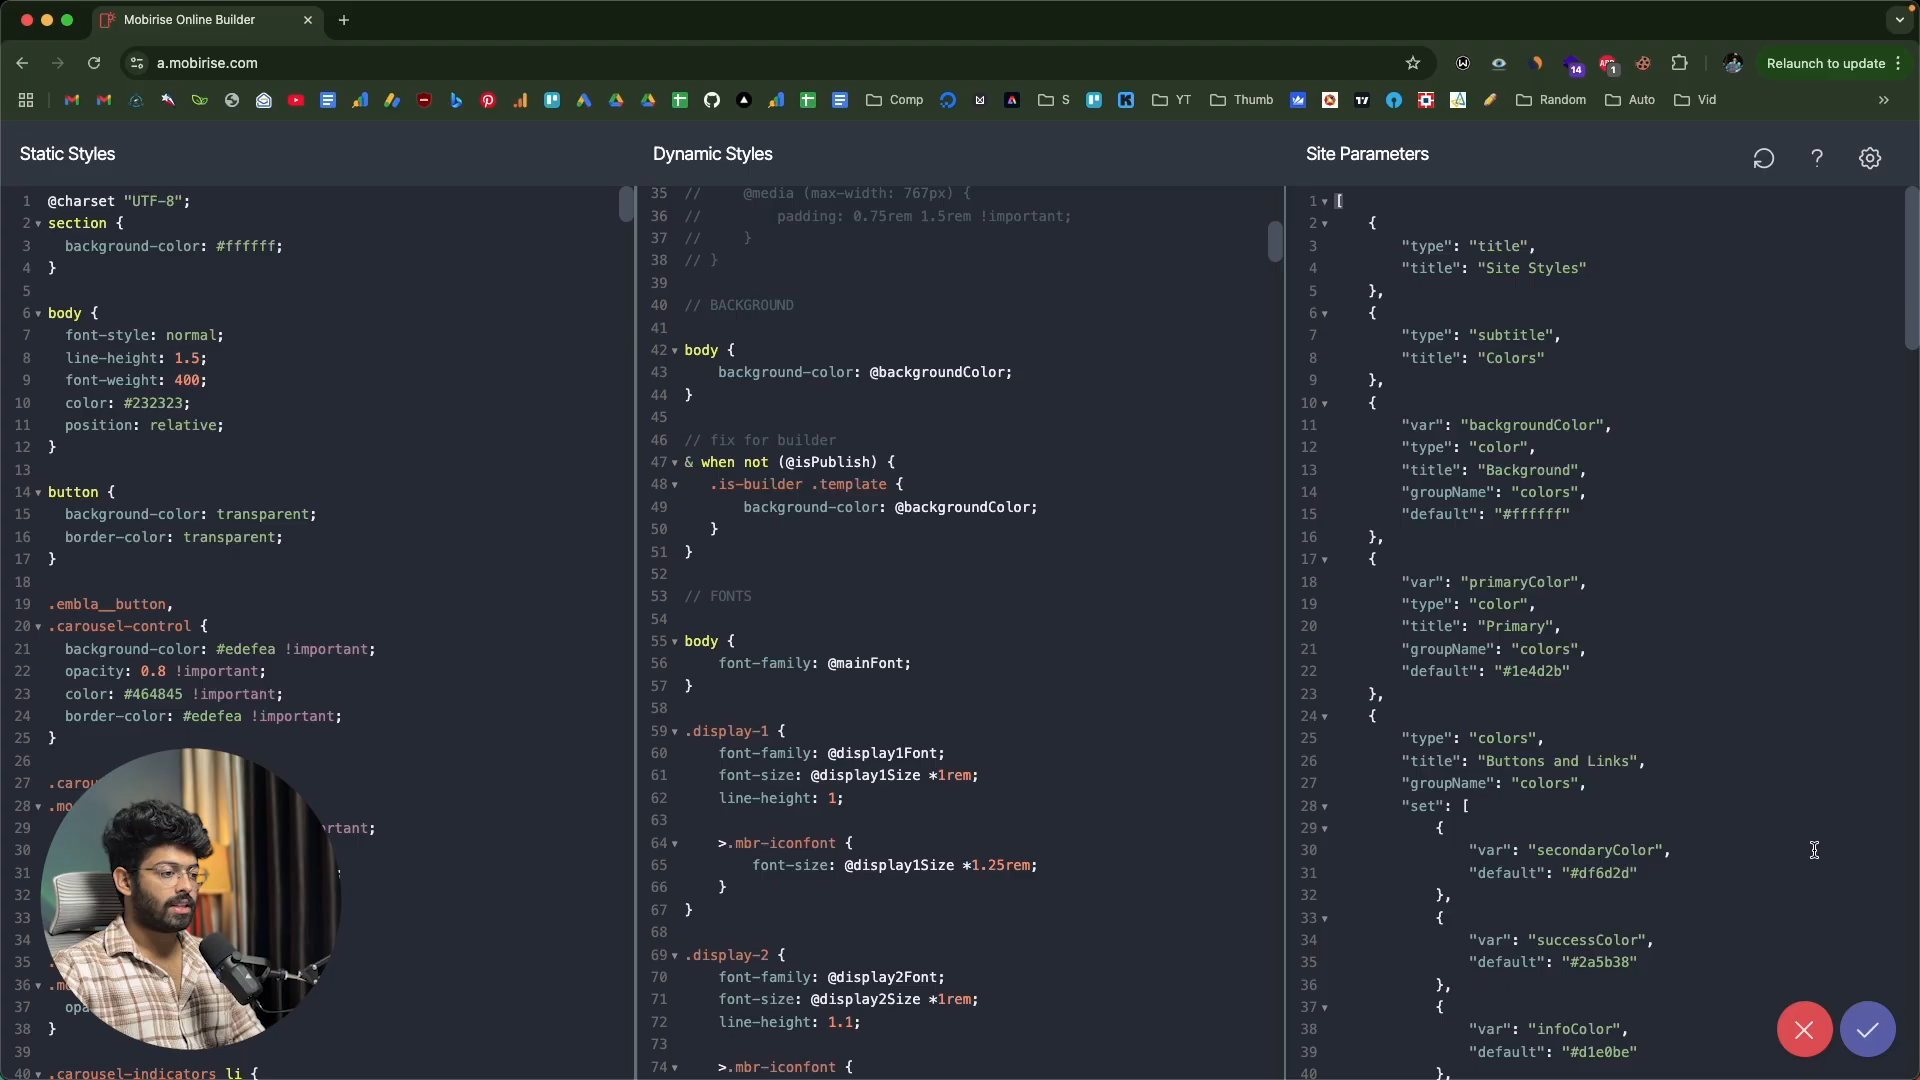 Mobirise Online Builder
a.mobirise.com
14
1
Relaunch to update
Comp
S
YT
Thumb
Random
Auto
Vid
Static Styles
1 @charset "UTF-8";
2 section {
3 background-color: #ffffff;
4 }
5
6 body {
7 font-style: normal;
8 line-height: 1.5;
9 font-weight: 400;
10 color: #232323;
11 position: relative;
12 }
13
14 button {
15 background-color: transparent;
16 border-color: transparent;
17 }
18
19 .embla__button,
20 .carousel-control {
21 background-color: #edefea !important;
22 opacity: 0.8 !important;
23 color: #464845 !important;
24 border-color: #edefea !important;
25 }
26
27 .carou
28 .mo
29 rtant;
30
31 ;
32
33
34
35 .
36 .m
37 opa
38 }
39
40 .carousel-indicators li {
Dynamic Styles
35 // @media (max-width: 767px) {
36 // padding: 0.75rem 1.5rem !important;
37 // }
38 // }
39
40 // BACKGROUND
41
42 body {
43 background-color: @backgroundColor;
44 }
45
46 // fix for builder
47 & when not (@isPublish) {
48 .is-builder .template {
49 background-color: @backgroundColor;
50 }
51 }
52
53 // FONTS
54
55 body {
56 font-family: @mainFont;
57 }
58
59 .display-1 {
60 font-family: @display1Font;
61 font-size: @display1Size *1rem;
62 line-height: 1;
63
64 >.mbr-iconfont {
65 font-size: @display1Size *1.25rem;
66 }
67 }
68
69 .display-2 {
70 font-family: @display2Font;
71 font-size: @display2Size *1rem;
72 line-height: 1.1;
73
74 >.mbr-iconfont {
Site Parameters
1 [
2 {
3 "type": "title",
4 "title": "Site Styles"
5 },
6 {
7 "type": "subtitle",
8 "title": "Colors"
9 },
10 {
11 "var": "backgroundColor",
12 "type": "color",
13 "title": "Background",
14 "groupName": "colors",
15 "default": "#ffffff"
16 },
17 {
18 "var": "primaryColor",
19 "type": "color",
20 "title": "Primary",
21 "groupName": "colors",
22 "default": "#1e4d2b"
23 },
24 {
25 "type": "colors",
26 "title": "Buttons and Links",
27 "groupName": "colors",
28 "set": [
29 {
30 "var": "secondaryColor",
31 "default": "#df6d2d"
32 },
33 {
34 "var": "successColor",
35 "default": "#2a5b38"
36 },
37 {
38 "var": "infoColor",
39 "default": "#d1e0be"
40 },